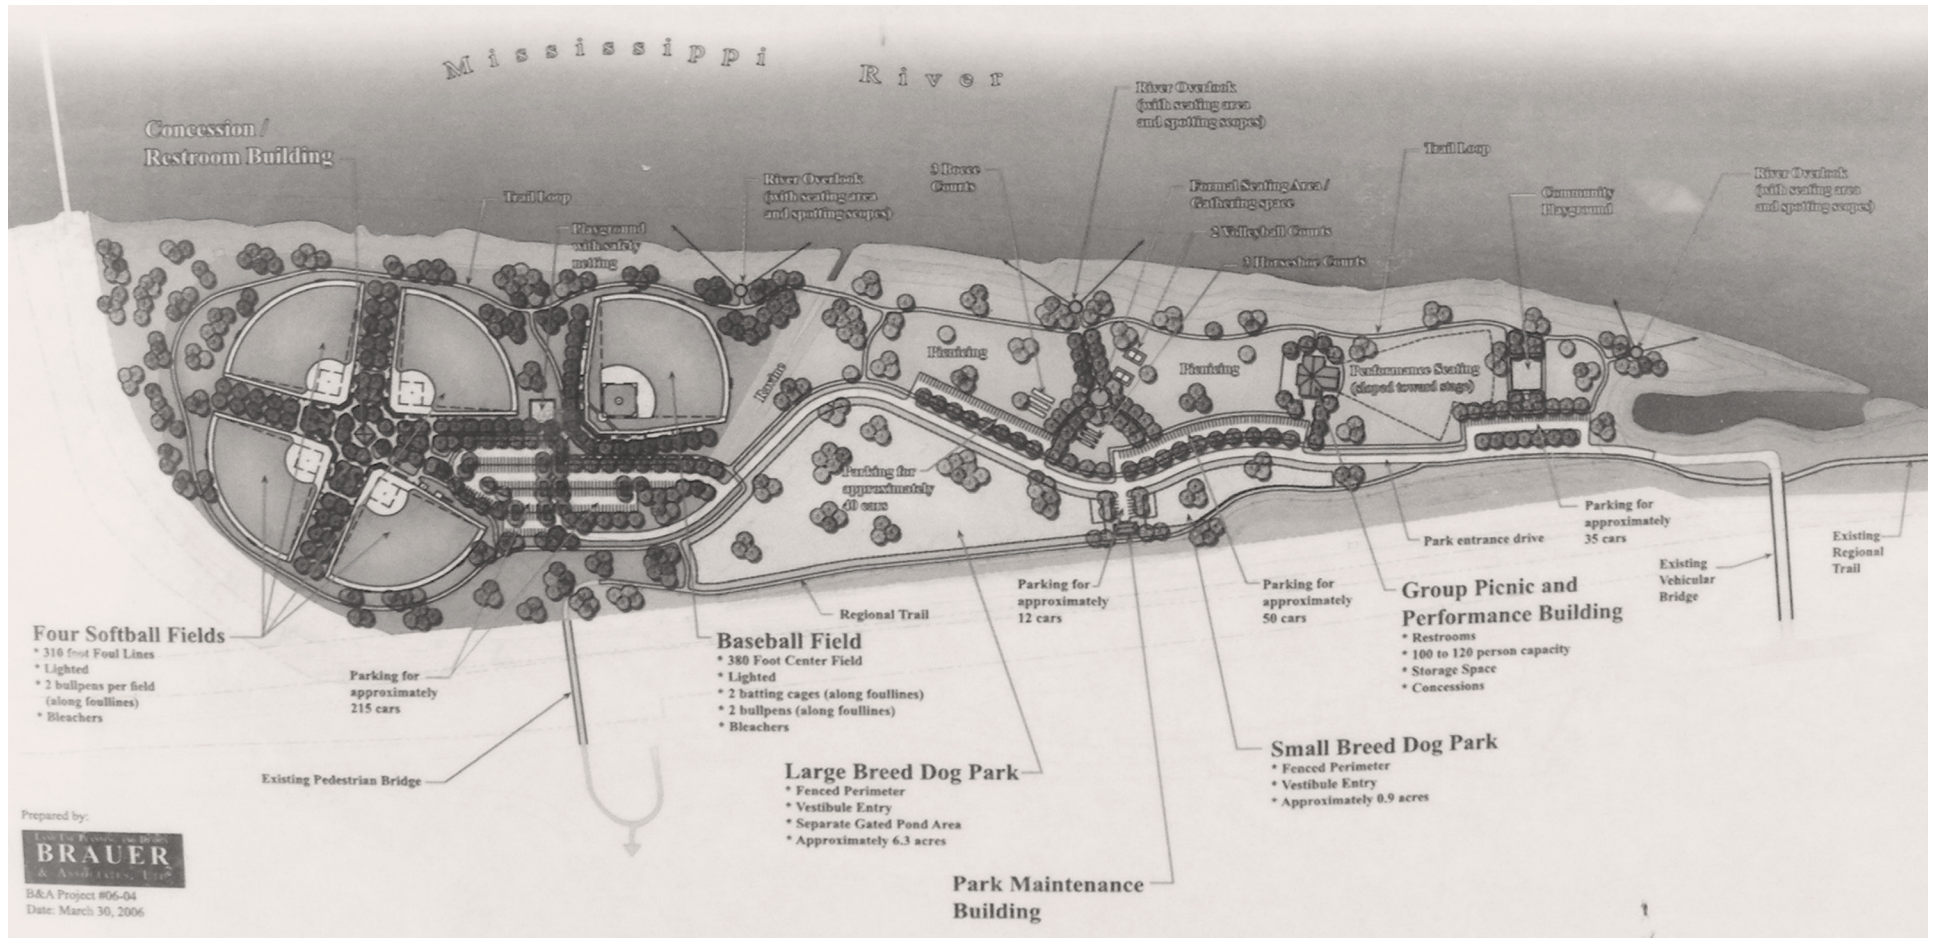 Mississippi River
River Overlook
(with seating area
and spotting scopes)
Concession /
Restroom Building
Trail Loop
Playground
with safety
netting
River Overlook
(with seating area
and spotting scopes)
3 Bocce
Courts
Formal Seating Area /
Gathering space
2 Volleyball Courts
3 Horseshoe Courts
Trail Loop
Community
Playground
River Overlook
(with seating area
and spotting scopes)
Ravine
Picnicing
Picnicing
Performance Seating
(sloped toward stage)
Parking for
approximately
40 cars
Four Softball Fields
* 310 foot Foul Lines
* Lighted
* 2 bullpens per field
(along foullines)
* Bleachers
Parking for
approximately
215 cars
Existing Pedestrian Bridge
Baseball Field
* 380 Foot Center Field
* Lighted
* 2 batting cages (along foullines)
* 2 bullpens (along foullines)
* Bleachers
Regional Trail
Large Breed Dog Park
* Fenced Perimeter
* Vestibule Entry
* Separate Gated Pond Area
* Approximately 6.3 acres
Parking for
approximately
12 cars
Park Maintenance
Building
Parking for
approximately
50 cars
Small Breed Dog Park
* Fenced Perimeter
* Vestibule Entry
* Approximately 0.9 acres
Group Picnic and
Performance Building
* Restrooms
* 100 to 120 person capacity
* Storage Space
* Concessions
Park entrance drive
Parking for
approximately
35 cars
Existing
Vehicular
Bridge
Existing
Regional
Trail
Prepared by:
Land Use Planning and Design
BRAUER
& Associates, Ltd.
B&A Project #06-04
Date: March 30, 2006